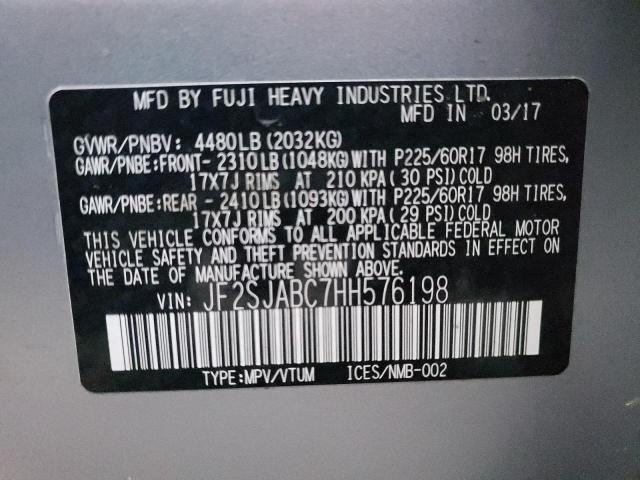 MFD BY FUJI HEAVY INDUSTRIES LTD.
MFD IN 03/17
GVWR/PNBV: 4480LB(2032KG)
GAWR/PNBE:FRONT-2310LB(1048KG)WITH P225/60R17 98H TIRES,
17X7J RIMS AT 210 KPA(30 PSI)COLD
GAWR/PNBE:REAR -2410LB(1093KG)WITH P225/60R17 98H TIRES,
17X7J RIMS AT 200 KPA(29 PSI)COLD
THIS VEHICLE CONFORMS TO ALL APPLICABLE FEDERAL MOTOR
VEHICLE SAFETY AND THEFT PREVENTION STANDARDS IN EFFECT ON
THE DATE OF MANUFACTURE SHOWN ABOVE.
VIN: JF2SJABC7HH576198
TYPE:MPV/VTUM ICES/NMB-002